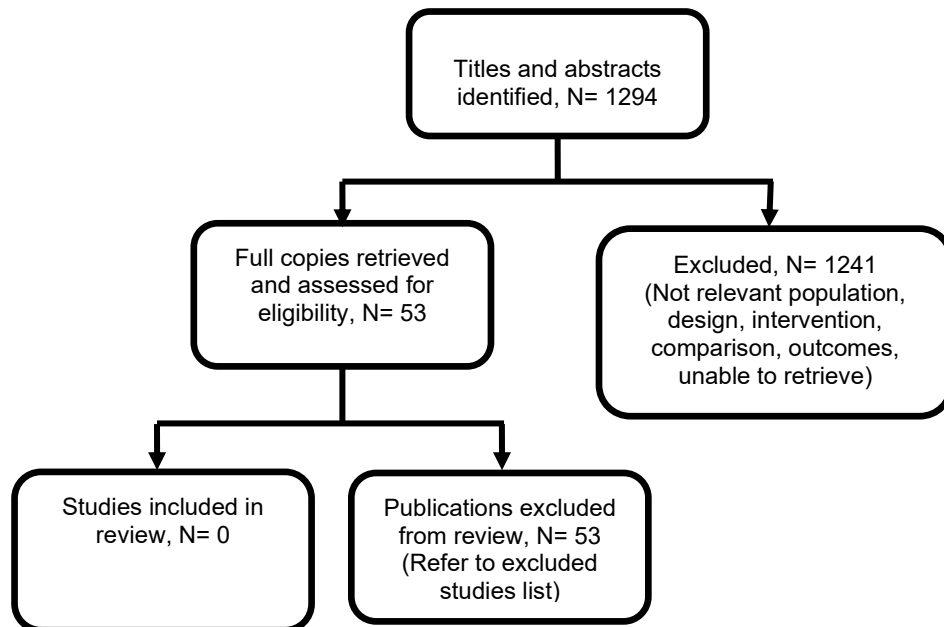 Titles and abstracts
identified, N= 1294
Full copies retrieved
and assessed for
eligibility, N= 53
Excluded, N= 1241
(Not relevant population,
design, intervention,
comparison, outcomes,
unable to retrieve)
Studies included in
review, N= 0
Publications excluded
from review, N= 53
(Refer to excluded
studies list)